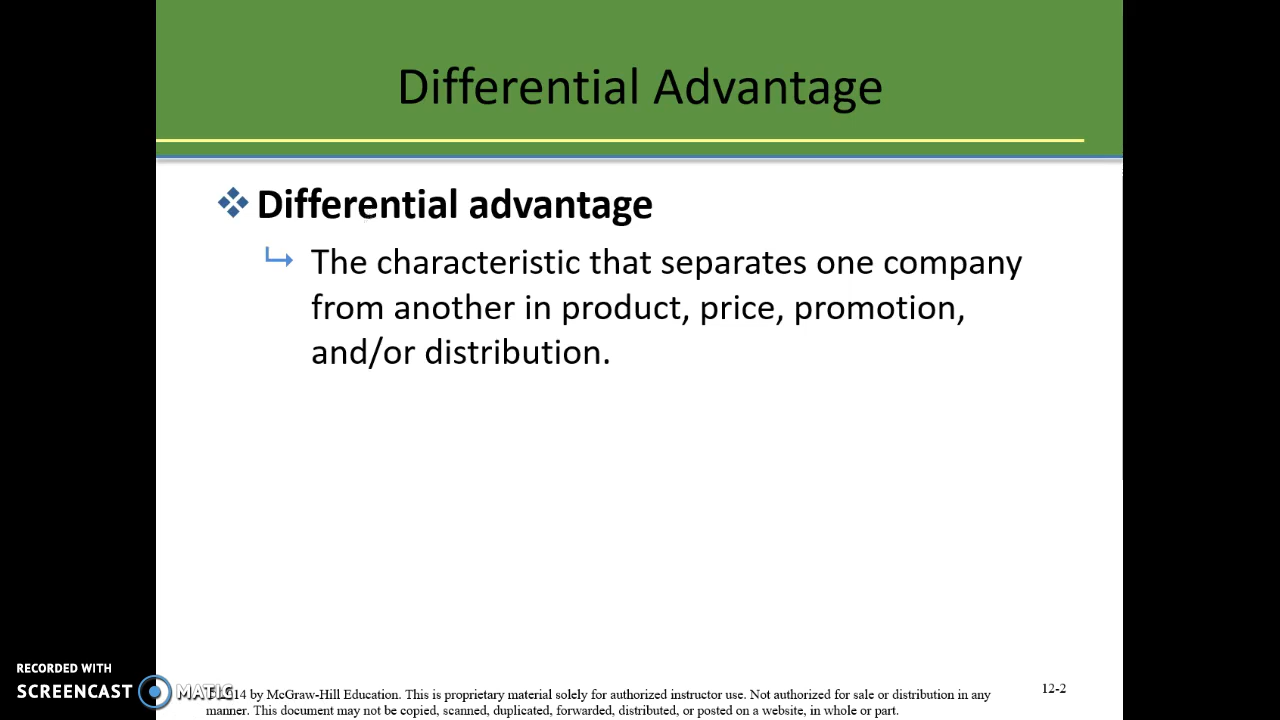 Differential Advantage
Differential advantage
The characteristic that separates one company
from another in product, price, promotion,
and/or distribution.
RECORDED WITH
SCREENCAST MATIC
14 by McGraw-Hill Education. This is proprietary material solely for authorized instructor use. Not authorized for sale or distribution in any
manner. This document may not be copied, scanned, duplicated, forwarded, distributed, or posted on a website, in whole or part.
12-2